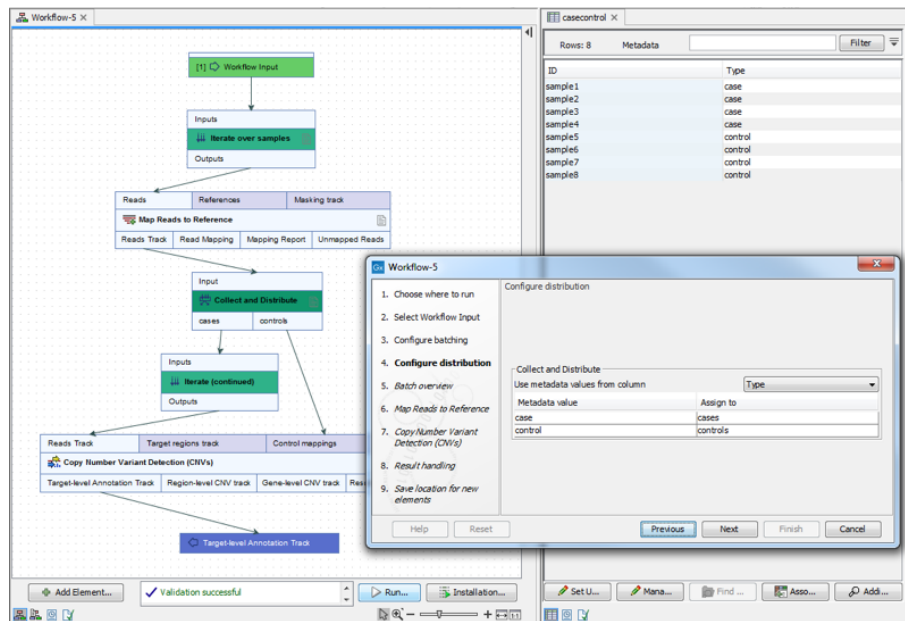 Workflow-5
[1] Workflow Input
Inputs
Iterate over samples
Outputs
Reads References Masking track
Map Reads to Reference
Reads Track Read Mapping Mapping Report Unmapped Reads
Input
Collect and Distribute
cases controls
Inputs
Iterate (continued)
Outputs
Reads Track Target regions track Control mappings
Copy Number Variant Detection (CNVs)
Target-level Annotation Track Region-level CNV track Gene-level CNV track
Target-level Annotation Track
Add Element... Validation successful Run... Installation...
casecontrol
Rows: 8 Metadata Filter
ID Type
sample1 case
sample2 case
sample3 case
sample4 case
sample5 control
sample6 control
sample7 control
sample8 control
Workflow-5
1. Choose where to run
2. Select Workflow Input
3. Configure batching
4. Configure distribution
5. Batch overview
6. Map Reads to Reference
7. Copy Number Variant
Detection (CNVs)
8. Result handling
9. Save location for new
elements
Configure distribution
Collect and Distribute
Use metadata values from column Type
Metadata value Assign to
case cases
control controls
Help Reset Previous Next Finish Cancel
Set U... Mana... Find ... Asso... Addi...